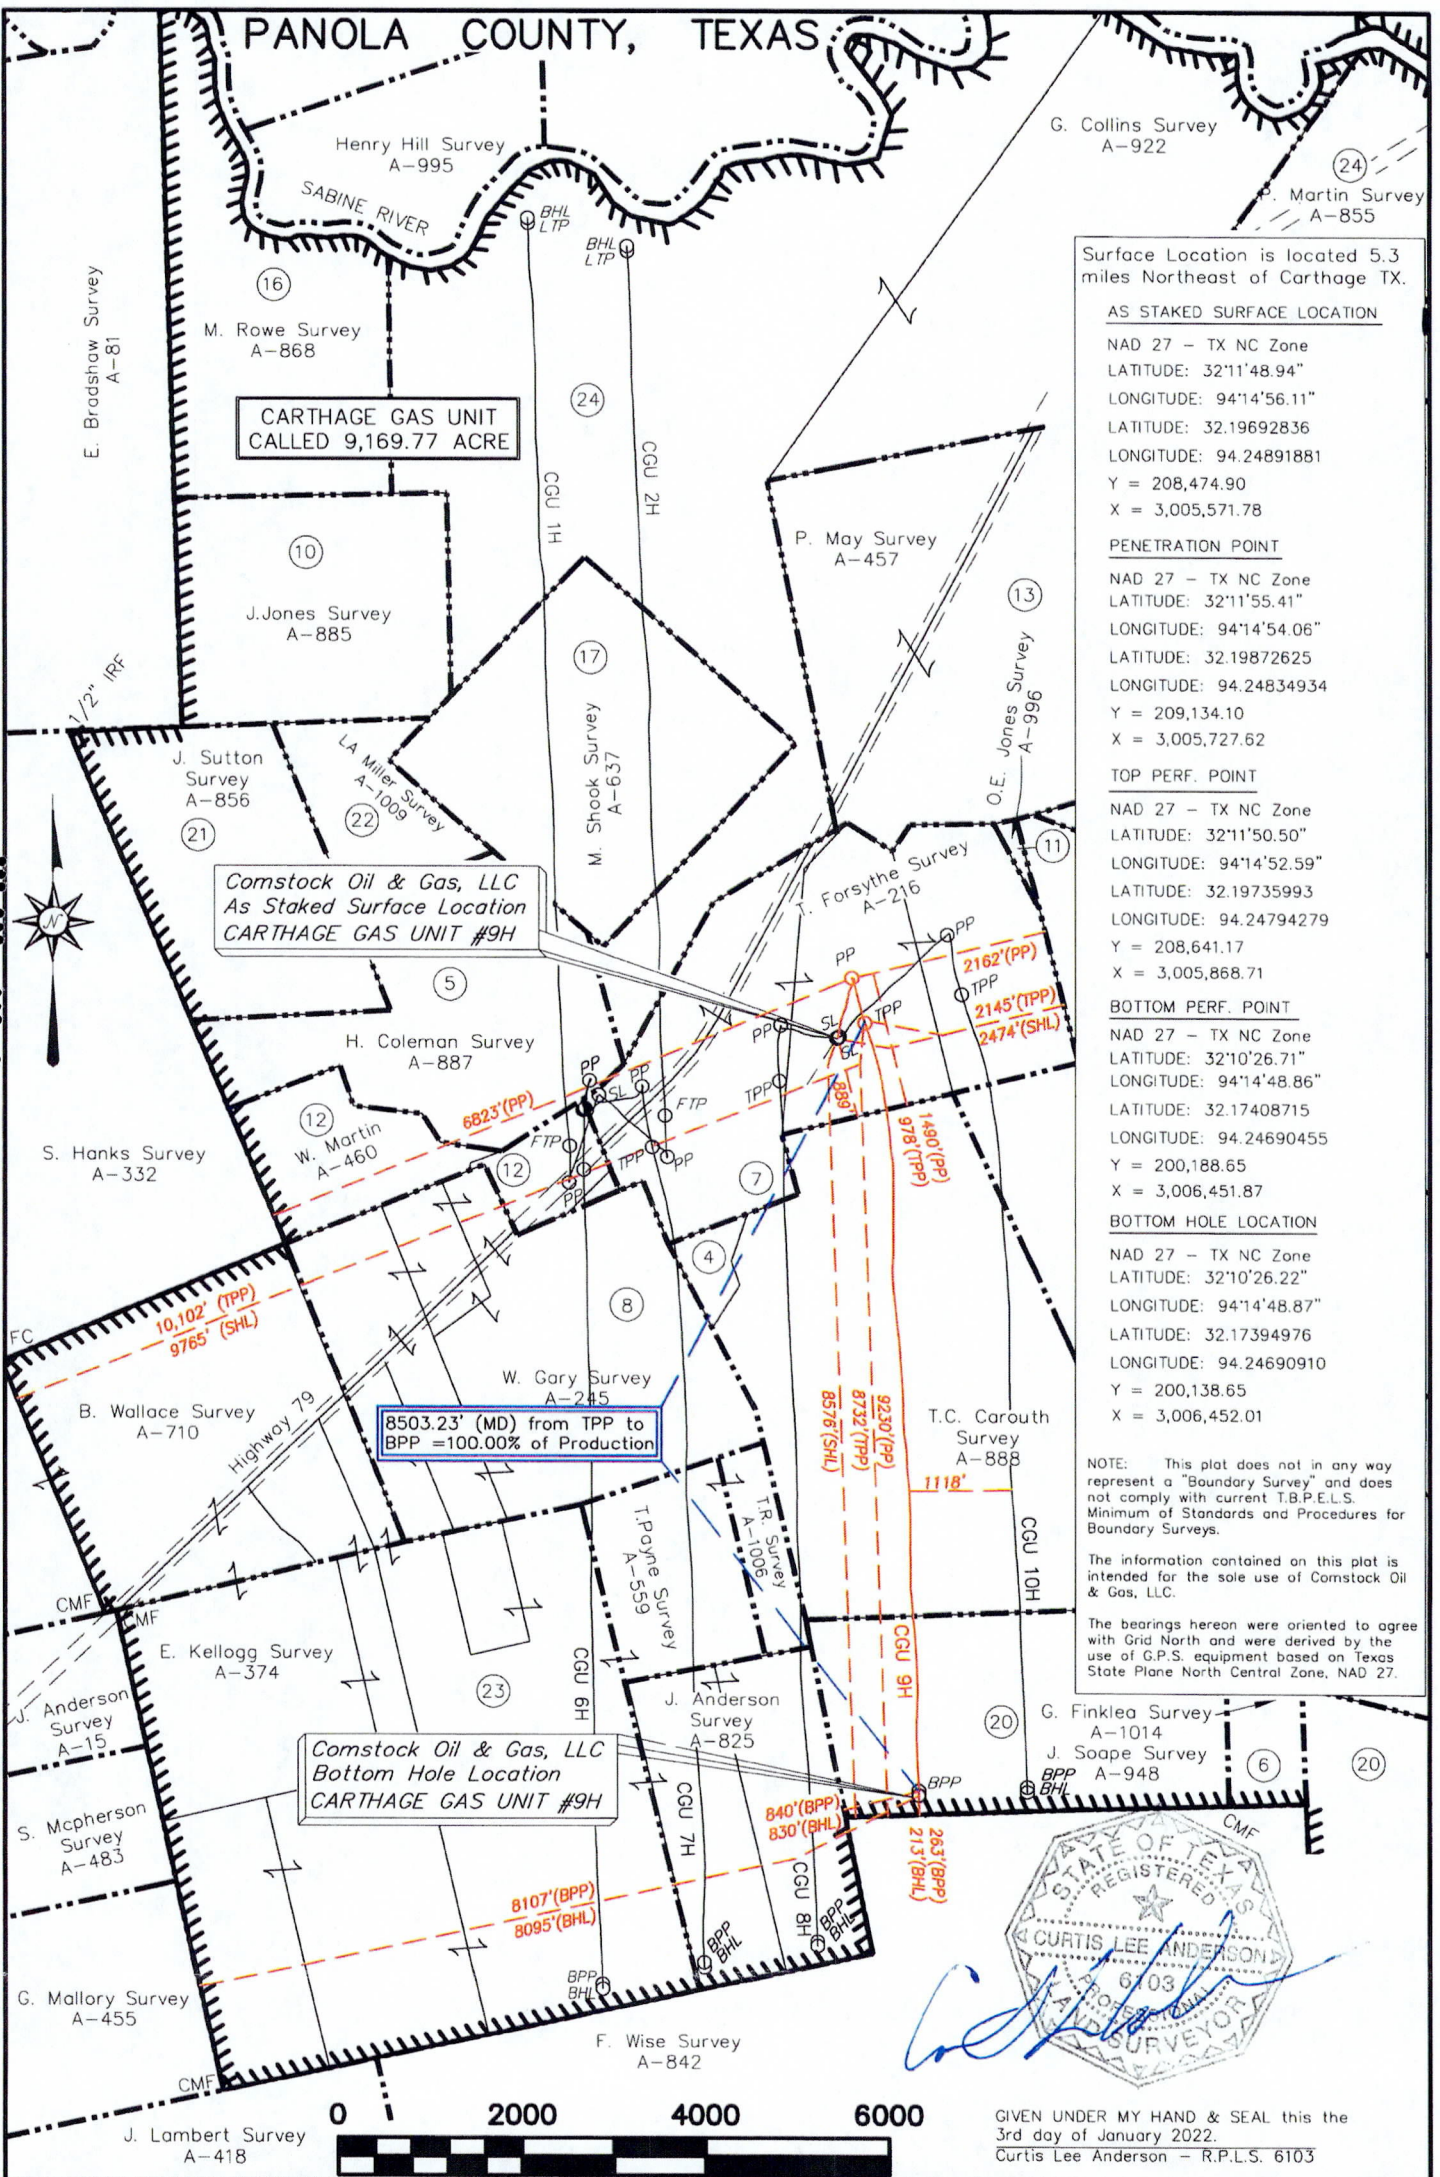 PANOLA COUNTY, TEXAS
Henry Hill Survey
A-995
SABINE RIVER
G. Collins Survey
A-922
24
P. Martin Survey
A-855
BHL
LTP
BHL
LTP
E. Bradshaw Survey
A-81
16
M. Rowe Survey
A-868
CARTHAGE GAS UNIT
CALLED 9,169.77 ACRE
24
CGU 1H
CGU 2H
10
J.Jones Survey
A-885
P. May Survey
A-457
13
17
M. Shook Survey
A-637
O.E. Jones Survey
A-996
1/2" IRF
J. Sutton
Survey
A-856
21
LA Miller Survey
A-1009
22
11
T. Forsythe Survey
A-216
Comstock Oil & Gas, LLC
As Staked Surface Location
CARTHAGE GAS UNIT #9H
N
5
H. Coleman Survey
A-887
PP
PP
2162'(PP)
TPP
2145'(TPP)
2474'(SHL)
SL
TPP
SL
PP
TPP
889'
1490'(PP)
978'(TPP)
PP
SL
PP
FTP
FTP
TPP
PP
PP
6823'(PP)
12
W. Martin
A-460
12
S. Hanks Survey
A-332
7
4
8
10,102' (TPP)
9765' (SHL)
FC
W. Gary Survey
A-245
8503.23' (MD) from TPP to
BPP =100.00% of Production
B. Wallace Survey
A-710
Highway 79
8576'(SHL)
8732'(TPP)
9230'(PP)
T.C. Carouth
Survey
A-888
1118'
CGU 10H
T.Payne Survey
A-559
T.R. Survey
A-1006
CMF
CMF
E. Kellogg Survey
A-374
23
CGU 6H
CGU 9H
J. Anderson
Survey
A-15
J. Anderson
Survey
A-825
20
G. Finklea Survey
A-1014
J. Soape Survey
A-948
6
20
Comstock Oil & Gas, LLC
Bottom Hole Location
CARTHAGE GAS UNIT #9H
BPP
BPP
BHL
S. Mcpherson
Survey
A-483
CGU 7H
CGU 8H
840'(BPP)
830'(BHL)
263'(BPP)
213'(BHL)
CMF
8107'(BPP)
8095'(BHL)
BPP
BHL
BPP
BHL
BPP
BHL
G. Mallory Survey
A-455
F. Wise Survey
A-842
CMF
J. Lambert Survey
A-418
0 2000 4000 6000
Surface Location is located 5.3
miles Northeast of Carthage TX.
AS STAKED SURFACE LOCATION
NAD 27 - TX NC Zone
LATITUDE: 32°11'48.94"
LONGITUDE: 94°14'56.11"
LATITUDE: 32.19692836
LONGITUDE: 94.24891881
Y = 208,474.90
X = 3,005,571.78
PENETRATION POINT
NAD 27 - TX NC Zone
LATITUDE: 32°11'55.41"
LONGITUDE: 94°14'54.06"
LATITUDE: 32.19872625
LONGITUDE: 94.24834934
Y = 209,134.10
X = 3,005,727.62
TOP PERF. POINT
NAD 27 - TX NC Zone
LATITUDE: 32°11'50.50"
LONGITUDE: 94°14'52.59"
LATITUDE: 32.19735993
LONGITUDE: 94.24794279
Y = 208,641.17
X = 3,005,868.71
BOTTOM PERF. POINT
NAD 27 - TX NC Zone
LATITUDE: 32°10'26.71"
LONGITUDE: 94°14'48.86"
LATITUDE: 32.17408715
LONGITUDE: 94.24690455
Y = 200,188.65
X = 3,006,451.87
BOTTOM HOLE LOCATION
NAD 27 - TX NC Zone
LATITUDE: 32°10'26.22"
LONGITUDE: 94°14'48.87"
LATITUDE: 32.17394976
LONGITUDE: 94.24690910
Y = 200,138.65
X = 3,006,452.01
NOTE: This plat does not in any way
represent a "Boundary Survey" and does
not comply with current T.B.P.E.L.S.
Minimum of Standards and Procedures for
Boundary Surveys.
The information contained on this plat is
intended for the sole use of Comstock Oil
& Gas, LLC.
The bearings hereon were oriented to agree
with Grid North and were derived by the
use of G.P.S. equipment based on Texas
State Plane North Central Zone, NAD 27.
STATE OF TEXAS
REGISTERED
CURTIS LEE ANDERSON
6103
PROFESSIONAL
LAND SURVEYOR
GIVEN UNDER MY HAND & SEAL this the
3rd day of January 2022.
Curtis Lee Anderson - R.P.L.S. 6103